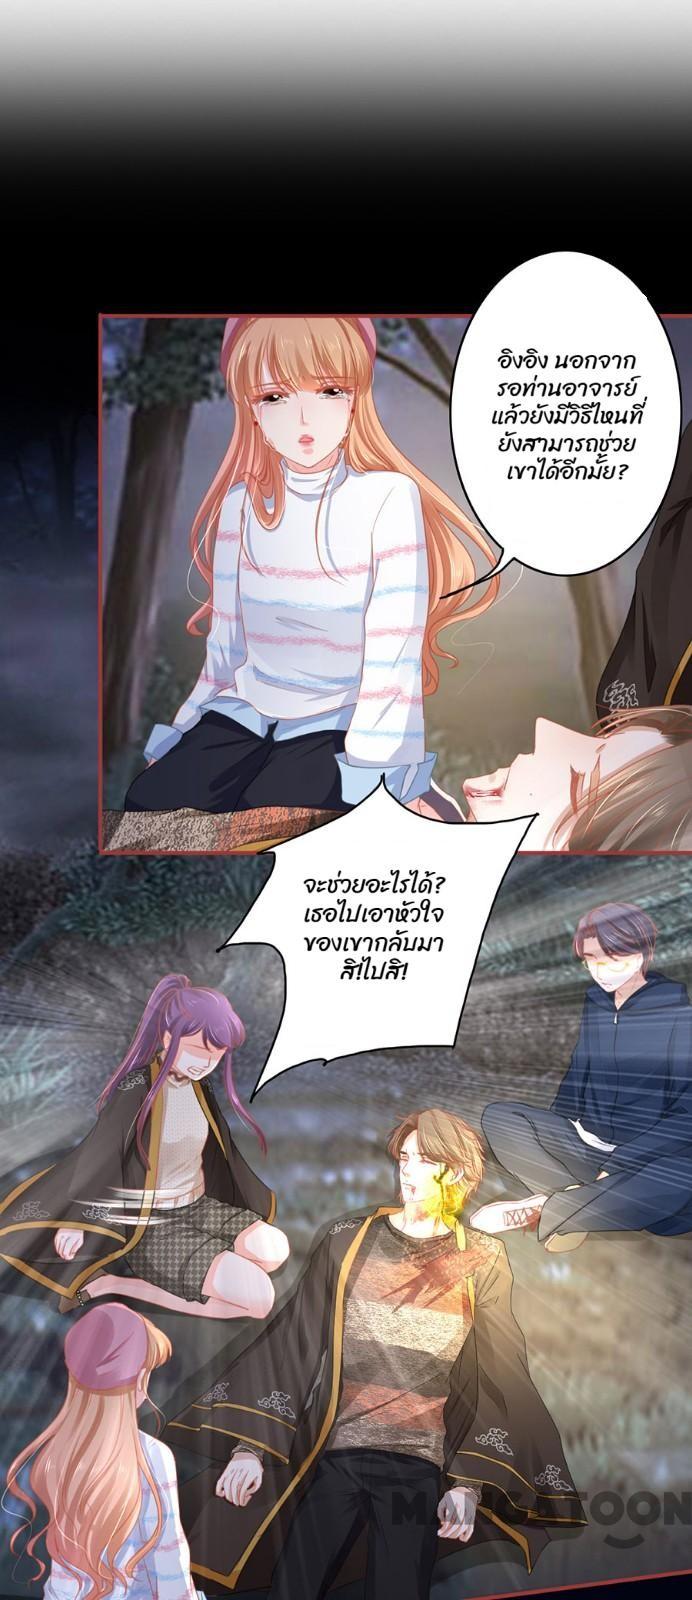 อิงอิง นอกจาก
รอท่านอาจารย์
แล้วยังมีวิธีไหนที่
ยังสามารถช่วย
เขาได้อีกมั้ย?
จะช่วยอะไรได้?
เธอไปเอาหัวใจ
ของเขากลับมา
สิ!ไปสิ!
MANGATOON